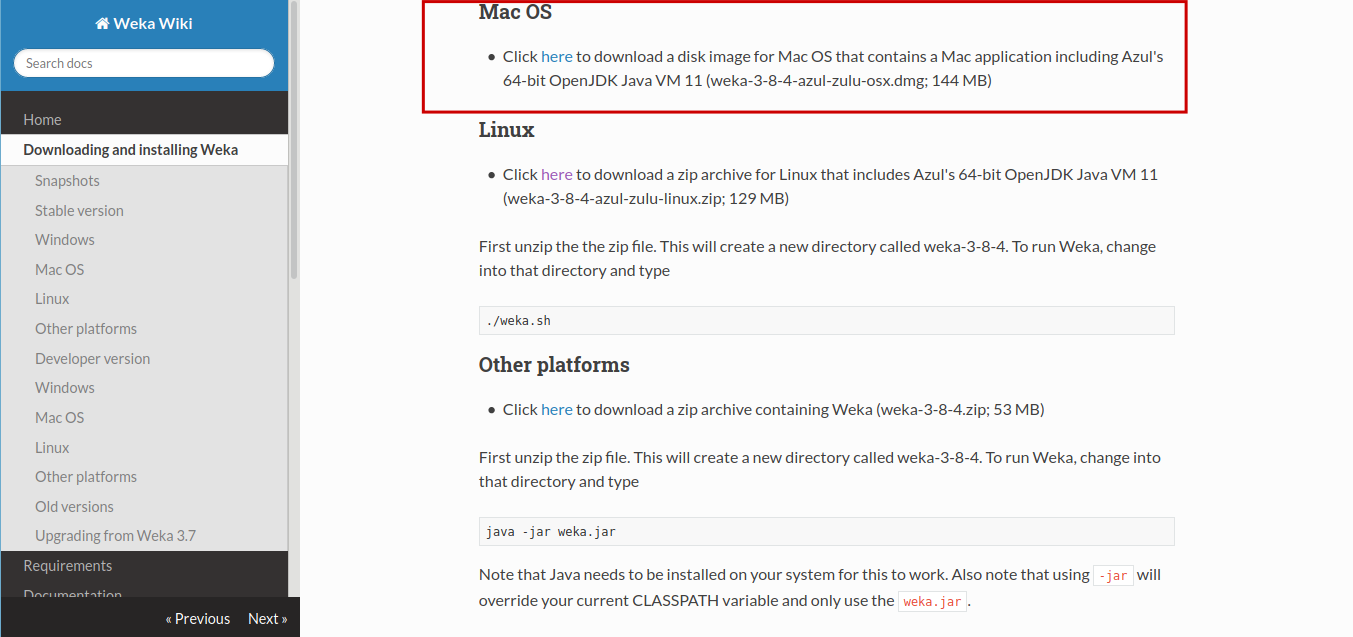 Weka Wiki
Search docs
Home
Downloading and installing Weka
Snapshots
Stable version
Windows
Mac OS
Linux
Other platforms
Developer version
Windows
Mac OS
Linux
Other platforms
Old versions
Upgrading from Weka 3.7
Requirements
Documentation
« Previous Next »
Mac OS
• Click here to download a disk image for Mac OS that contains a Mac application including Azul's
64-bit OpenJDK Java VM 11 (weka-3-8-4-azul-zulu-osx.dmg; 144 MB)
Linux
• Click here to download a zip archive for Linux that includes Azul's 64-bit OpenJDK Java VM 11
(weka-3-8-4-azul-zulu-linux.zip; 129 MB)
First unzip the the zip file. This will create a new directory called weka-3-8-4. To run Weka, change
into that directory and type
./weka.sh
Other platforms
• Click here to download a zip archive containing Weka (weka-3-8-4.zip; 53 MB)
First unzip the zip file. This will create a new directory called weka-3-8-4. To run Weka, change into
that directory and type
java -jar weka.jar
Note that Java needs to be installed on your system for this to work. Also note that using -jar will
override your current CLASSPATH variable and only use the weka.jar.